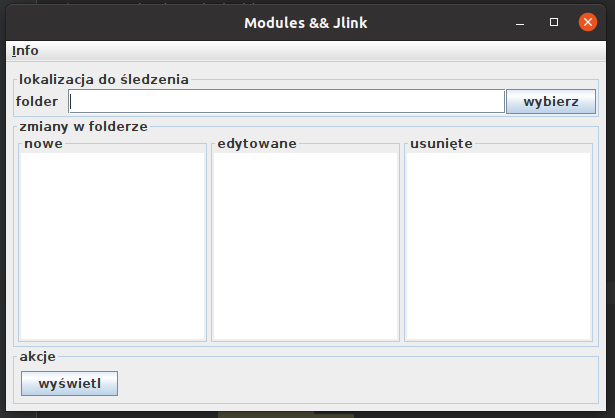 Modules && Jlink
Info
lokalizacja do śledzenia
folder wybierz
zmiany w folderze
nowe edytowane usunięte
akcje
wyświetl